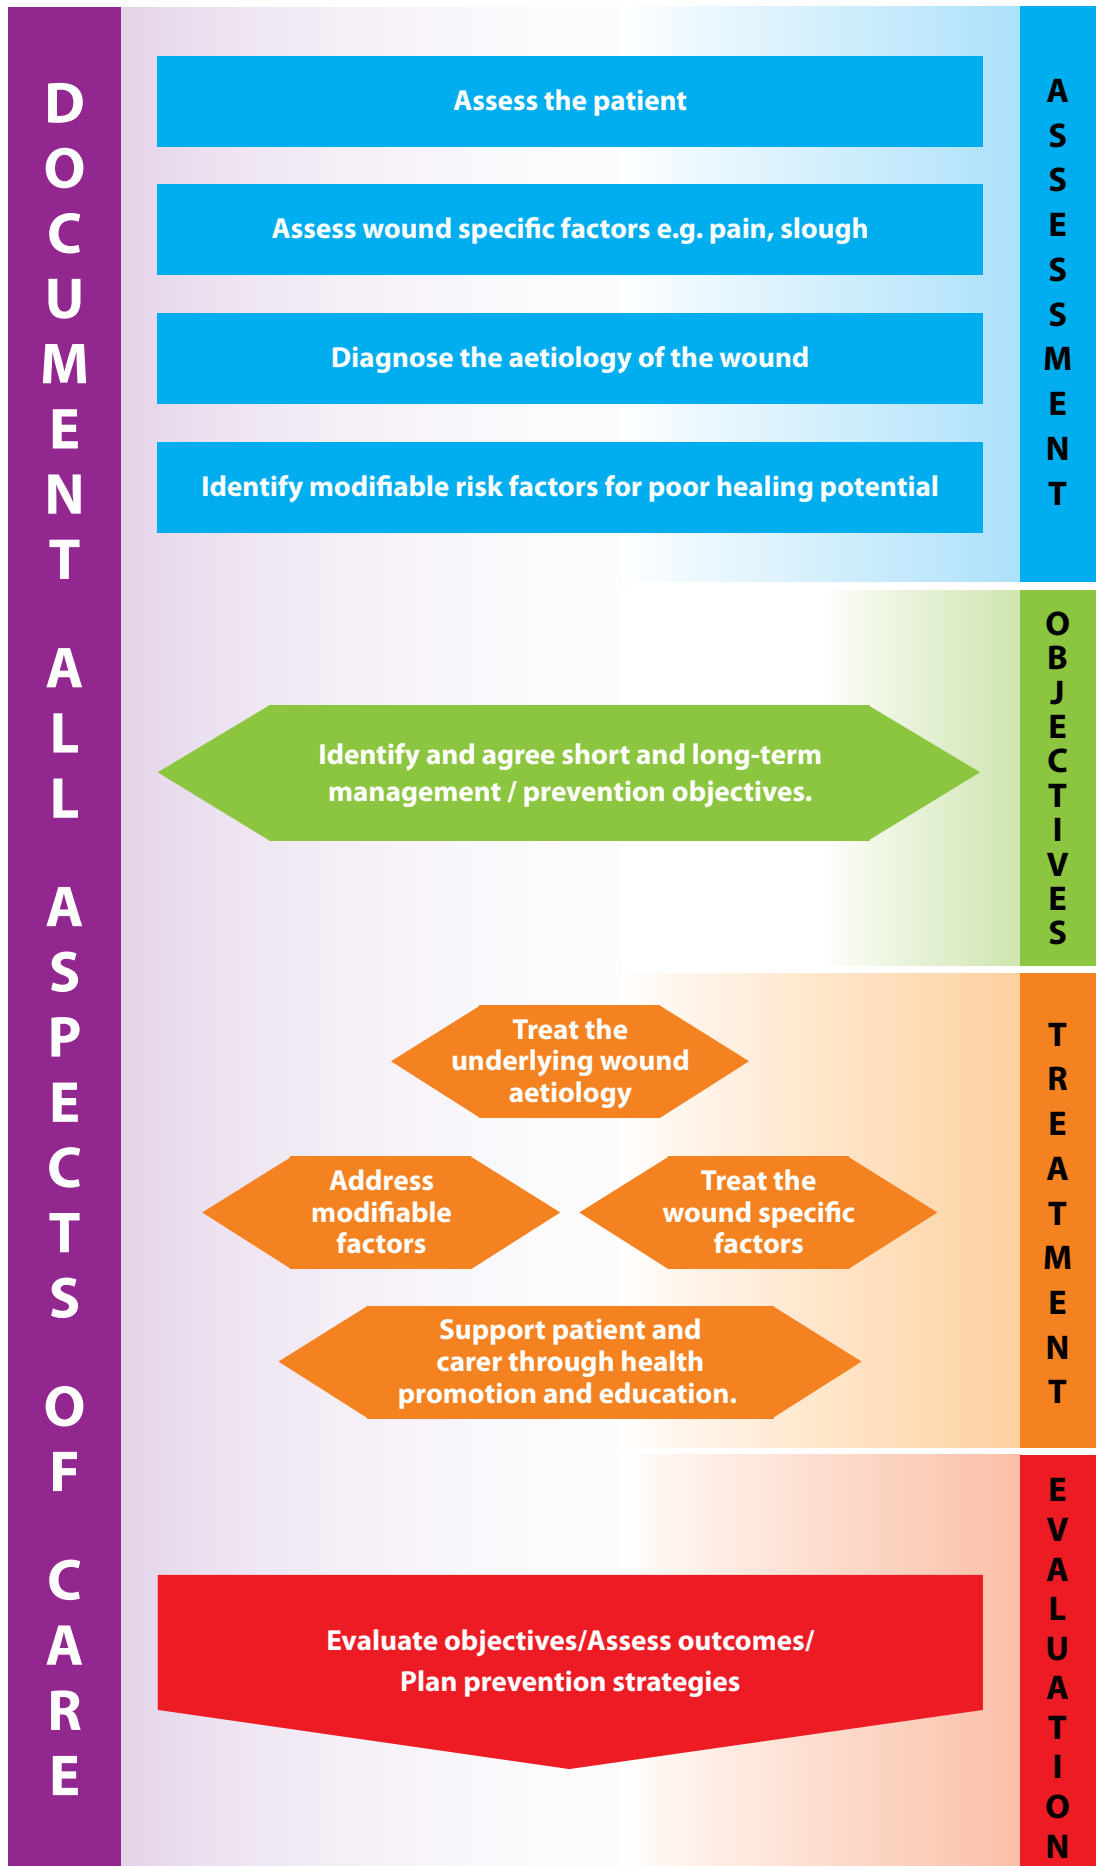 DOCUMENT ALL ASPECTS OF CARE
ASSESSMENT
Assess the patient
Assess wound specific factors e.g. pain, slough
Diagnose the aetiology of the wound
Identify modifiable risk factors for poor healing potential
OBJECTIVES
Identify and agree short and long-term
management / prevention objectives.
TREATMENT
Treat the
underlying wound
aetiology
Address
modifiable
factors
Treat the
wound specific
factors
Support patient and
carer through health
promotion and education.
EVALUATION
Evaluate objectives/Assess outcomes/
Plan prevention strategies